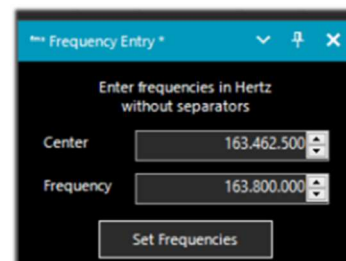 Frequency Entry *
Enter frequencies in Hertz
without separators
Center 163.462.500
Frequency 163.800.000
Set Frequencies